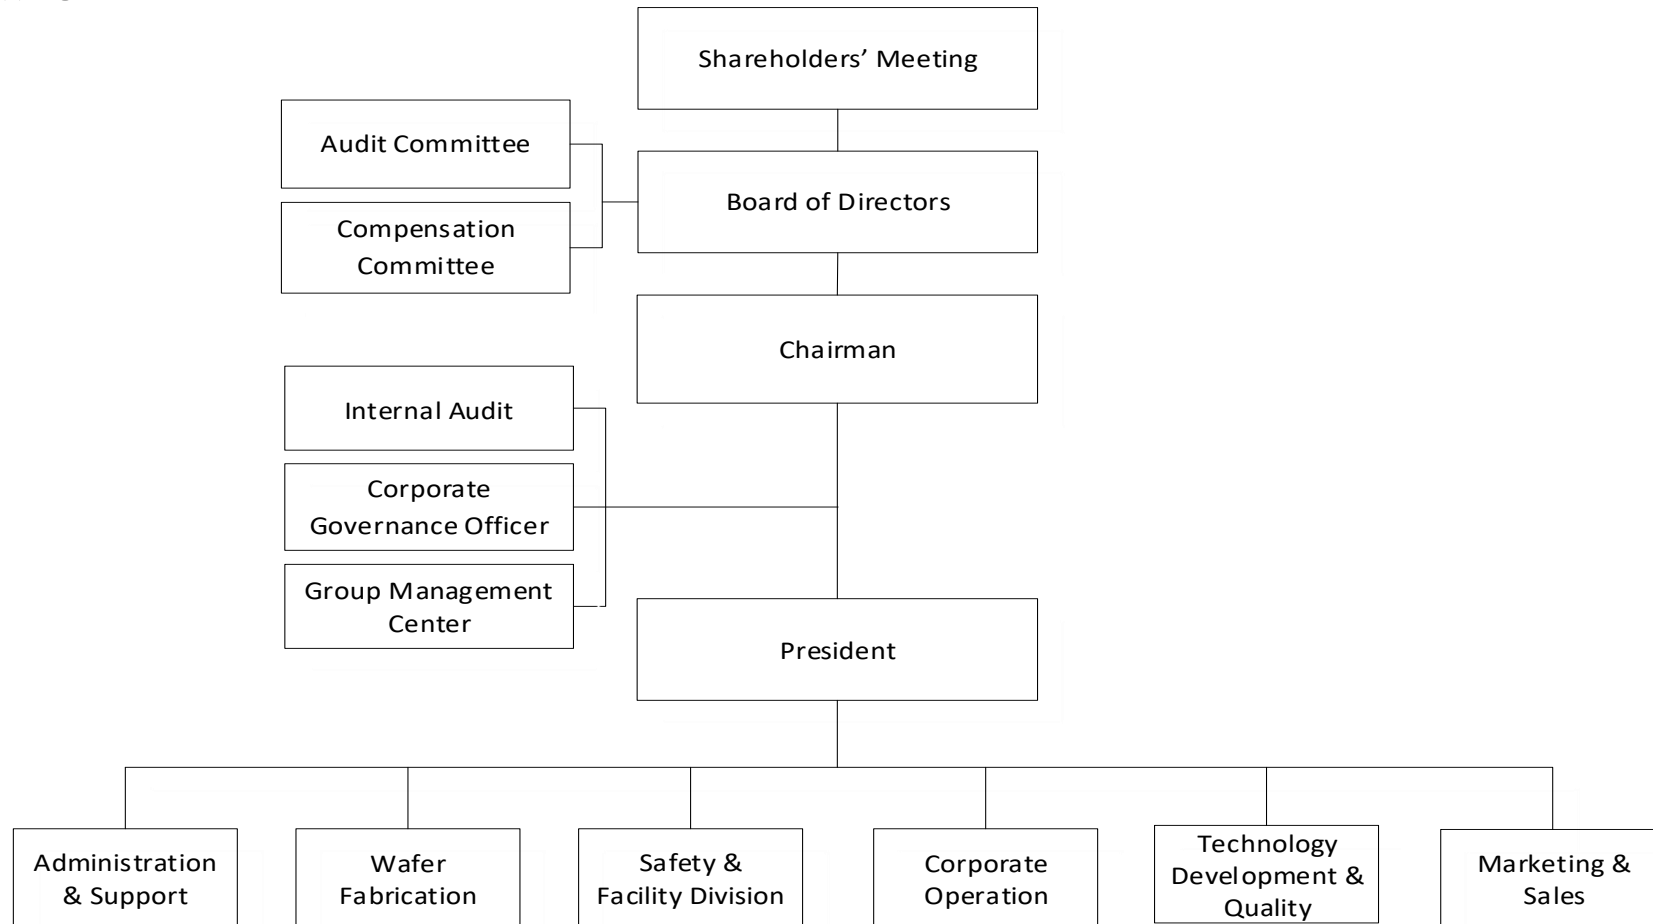 Shareholders’ Meeting
Audit Committee
Board of Directors
Compensation
Committee
Chairman
Internal Audit
Corporate
Governance Officer
Group Management
Center
President
Administration
& Support
Wafer
Fabrication
Safety &
Facility Division
Corporate
Operation
Technology
Development &
Quality
Marketing &
Sales